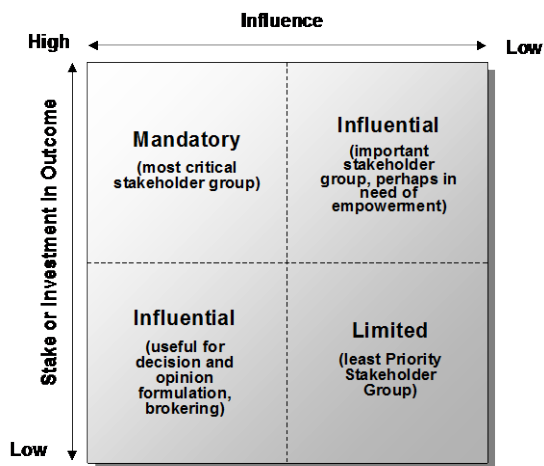 Influence
High
Low
Stake or Investment in Outcome
Mandatory
(most critical
stakeholder group)
Influential
(important
stakeholder
group, perhaps in
need of
empowerment)
Influential
(useful for
decision and
opinion
formulation,
brokering)
Limited
(least Priority
Stakeholder
Group)
Low